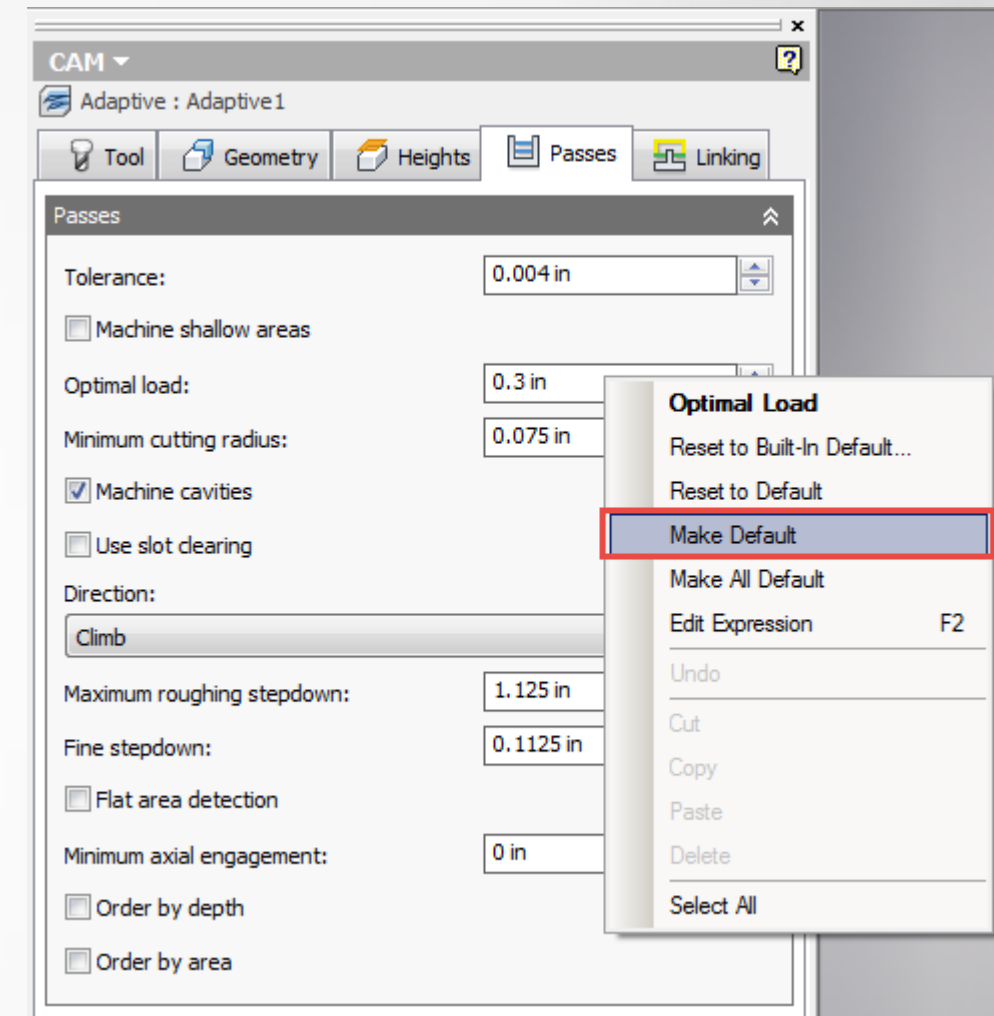 x
CAM
?
Adaptive : Adaptive1
Tool Geometry Heights Passes Linking
Passes
Tolerance: 0.004 in
Machine shallow areas
Optimal load: 0.3 in
Minimum cutting radius: 0.075 in
Machine cavities
Use slot clearing
Direction:
Climb
Maximum roughing stepdown: 1.125 in
Fine stepdown: 0.1125 in
Flat area detection
Minimum axial engagement: 0 in
Order by depth
Order by area
Optimal Load
Reset to Built-In Default...
Reset to Default
Make Default
Make All Default
Edit Expression F2
Undo
Cut
Copy
Paste
Delete
Select All